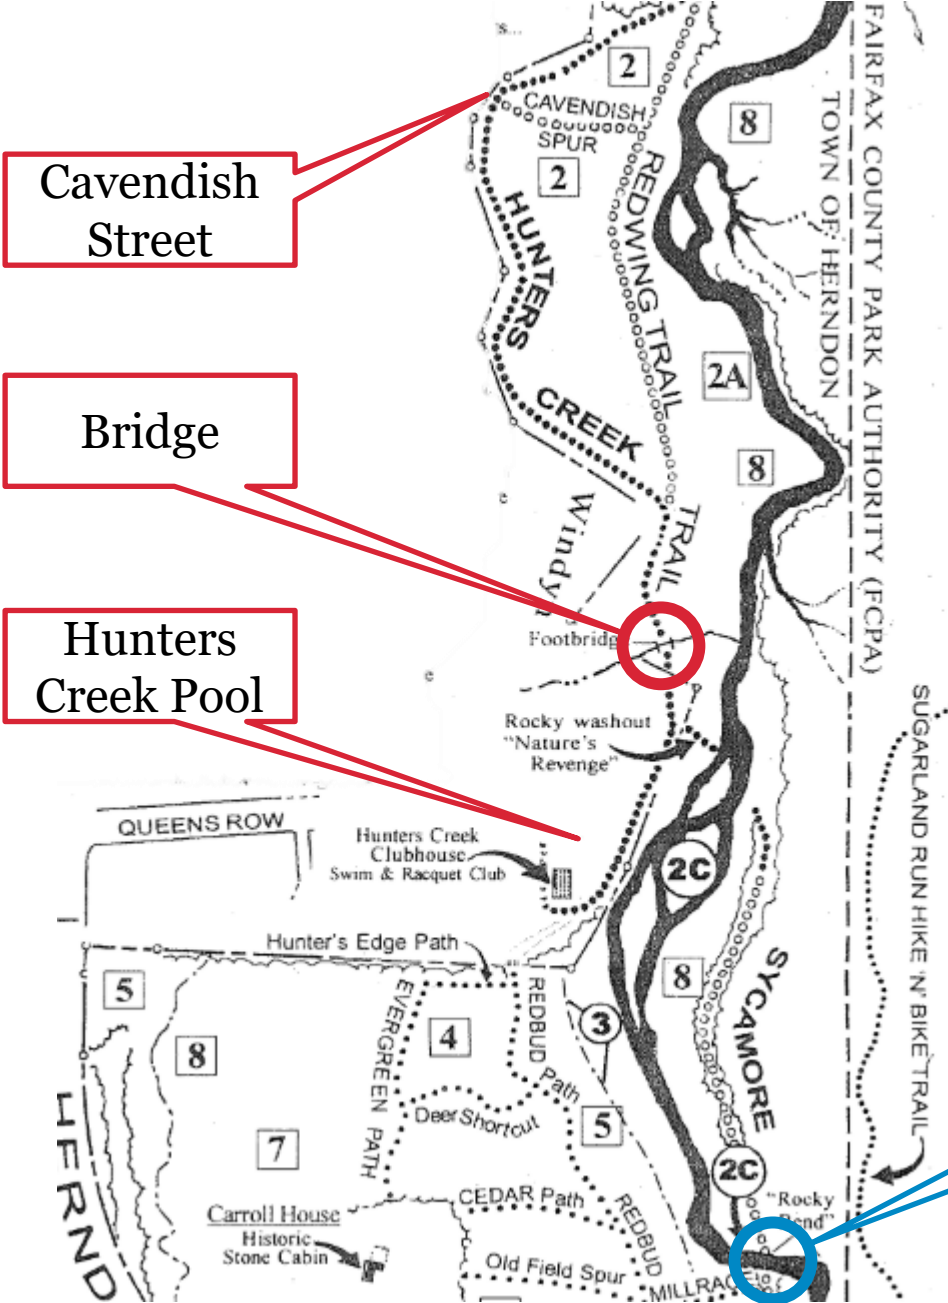 s...
2
CAVENDISH
SPUR
8
2
Cavendish
Street
FAIRFAX COUNTY PARK AUTHORITY (FCPA)
TOWN OF HERNDON
REDWING TRAIL
HUNTERS
CREEK
TRAIL
2A
8
Bridge
e
Windy
Footbridg
e
Hunters
Creek Pool
Rocky washout
"Nature's
Revenge"
SUGARLAND RUN HIKE 'N' BIKE TRAIL
QUEENS ROW
Hunters Creek
Clubhouse
Swim & Racquet Club
2C
Hunter's Edge Path
5
8
SYCAMORE
EVERGREEN PATH
REDBUD Path
4
3
8
Deer Shortcut
5
7
HERND
2C
CEDAR Path
REDBUD
"Rocky
Bend"
Carroll House
Historic
Stone Cabin
Old Field Spur
MILLRACE